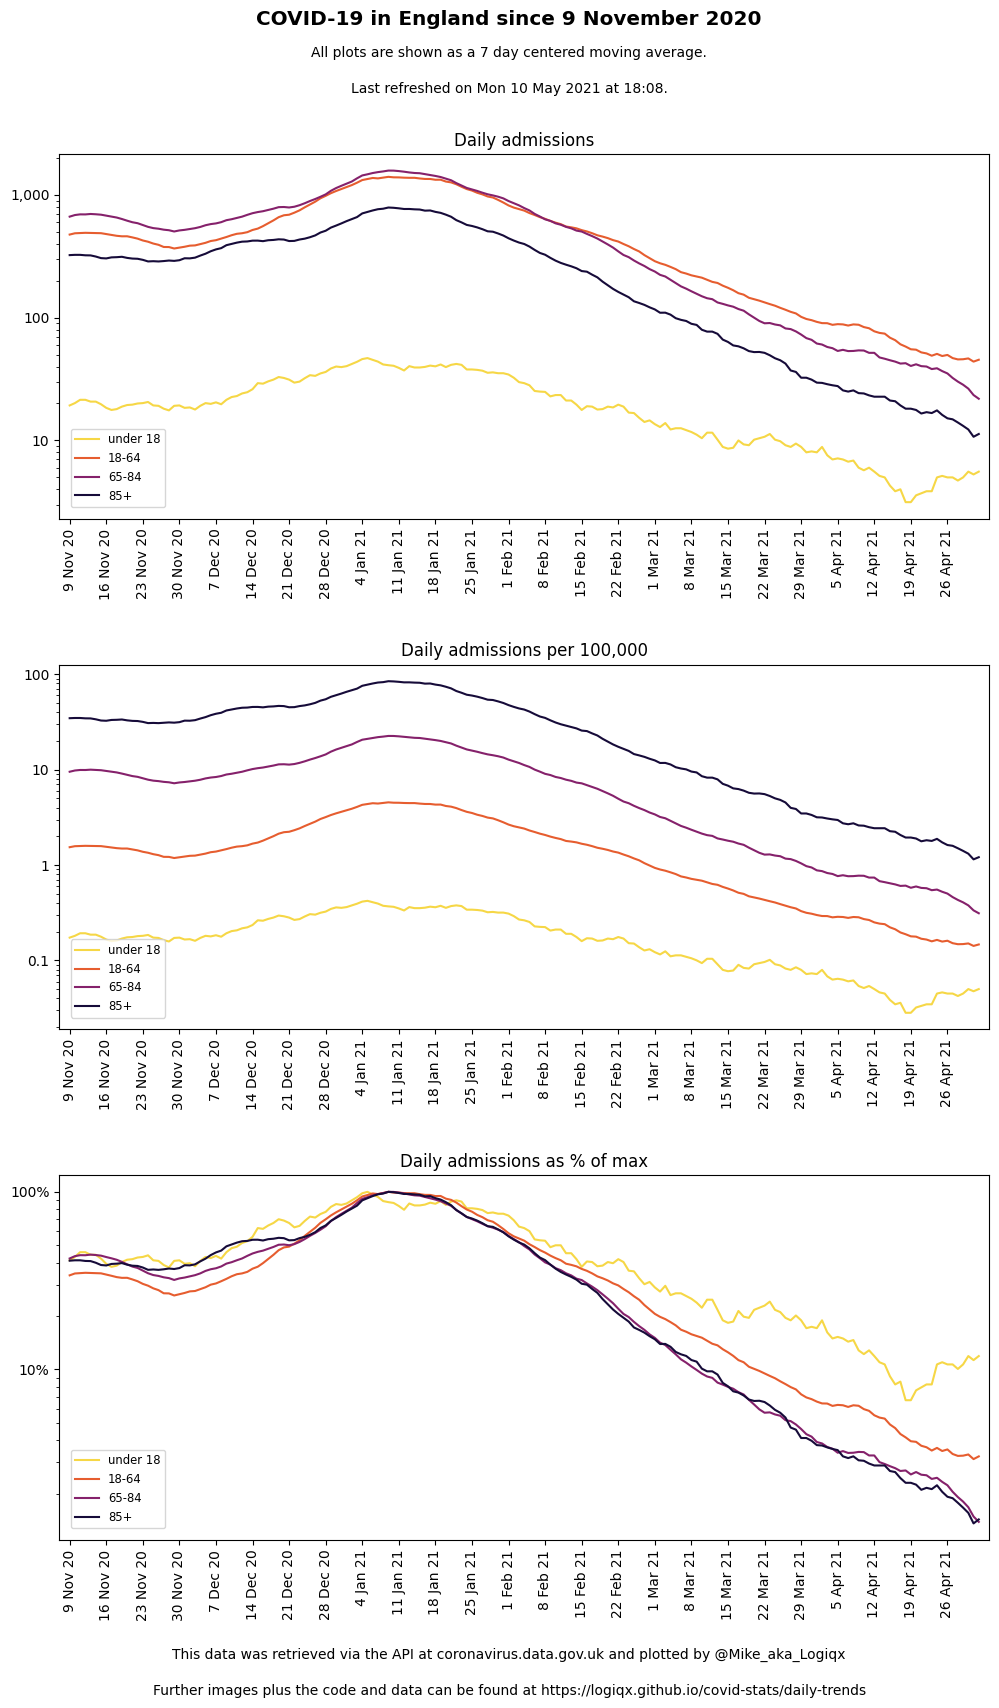 COVID-19 in England since 9 November 2020
All plots are shown as a 7 day centered moving average.
Last refreshed on Mon 10 May 2021 at 18:08.
Daily admissions
1,000
100
10
under 18
18-64
65-84
85+
9 Nov 20
16 Nov 20
23 Nov 20
30 Nov 20
7 Dec 20
14 Dec 20
21 Dec 20
28 Dec 20
4 Jan 21
11 Jan 21
18 Jan 21
25 Jan 21
1 Feb 21
8 Feb 21
15 Feb 21
22 Feb 21
1 Mar 21
8 Mar 21
15 Mar 21
22 Mar 21
29 Mar 21
5 Apr 21
12 Apr 21
19 Apr 21
26 Apr 21
Daily admissions per 100,000
100
10
1
0.1
under 18
18-64
65-84
85+
9 Nov 20
16 Nov 20
23 Nov 20
30 Nov 20
7 Dec 20
14 Dec 20
21 Dec 20
28 Dec 20
4 Jan 21
11 Jan 21
18 Jan 21
25 Jan 21
1 Feb 21
8 Feb 21
15 Feb 21
22 Feb 21
1 Mar 21
8 Mar 21
15 Mar 21
22 Mar 21
29 Mar 21
5 Apr 21
12 Apr 21
19 Apr 21
26 Apr 21
Daily admissions as % of max
100%
10%
under 18
18-64
65-84
85+
9 Nov 20
16 Nov 20
23 Nov 20
30 Nov 20
7 Dec 20
14 Dec 20
21 Dec 20
28 Dec 20
4 Jan 21
11 Jan 21
18 Jan 21
25 Jan 21
1 Feb 21
8 Feb 21
15 Feb 21
22 Feb 21
1 Mar 21
8 Mar 21
15 Mar 21
22 Mar 21
29 Mar 21
5 Apr 21
12 Apr 21
19 Apr 21
26 Apr 21
This data was retrieved via the API at coronavirus.data.gov.uk and plotted by @Mike_aka_Logiqx
Further images plus the code and data can be found at https://logiqx.github.io/covid-stats/daily-trends